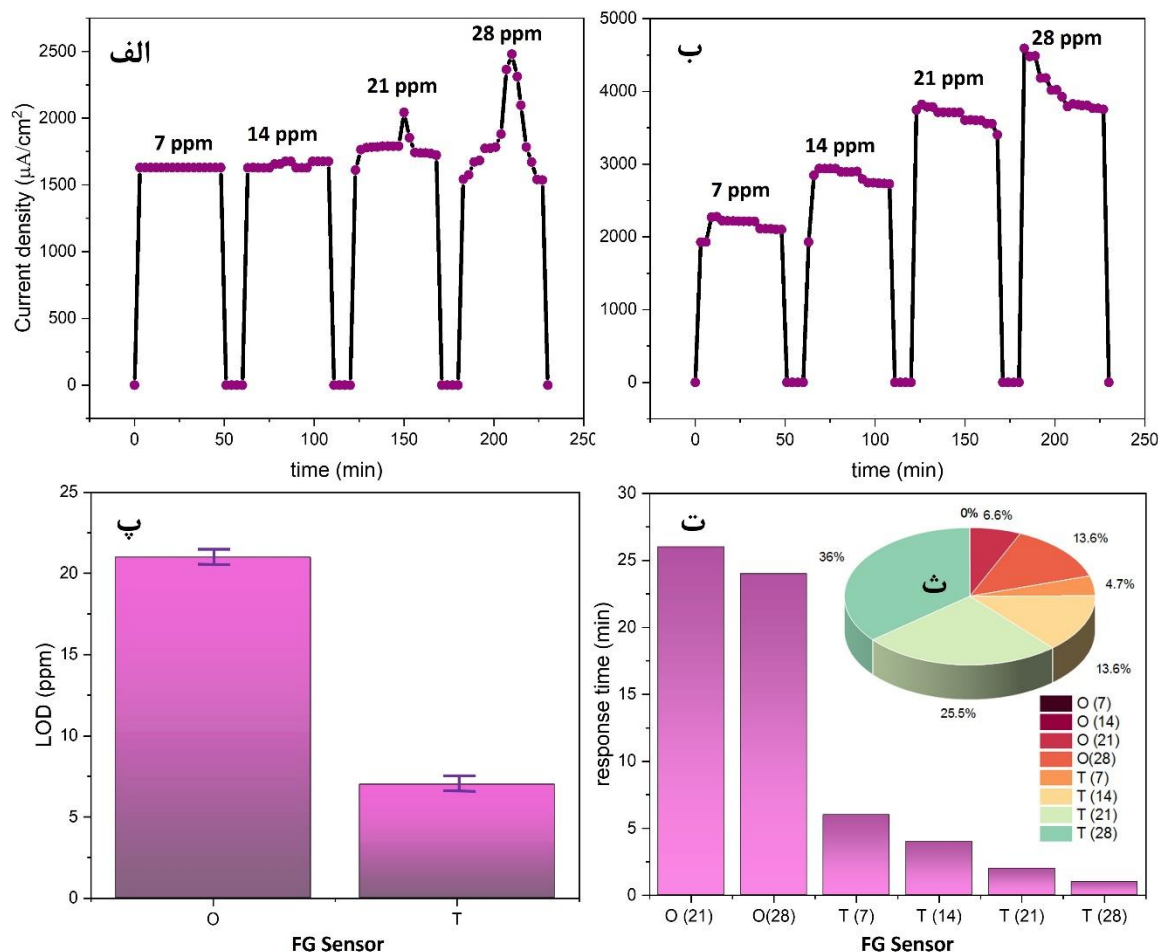 الف
7 ppm
14 ppm
21 ppm
28 ppm
2500
2000
1500
1000
500
0
Current density (μA/cm²)
0 50 100 150 200 25
time (min)
ب
7 ppm
14 ppm
21 ppm
28 ppm
5000
4000
3000
2000
1000
0
0 50 100 150 200 250
time (min)
پ
25
20
15
10
5
0
LOD (ppm)
O T
FG Sensor
ت
30
25
20
15
10
5
0
response time (min)
O (21) O(28) T (7) T (14) T (21) T (28)
FG Sensor
ث
0% 6.6%
13.6%
4.7%
13.6%
25.5%
36%
O (7)
O (14)
O (21)
O(28)
T (7)
T (14)
T (21)
T (28)